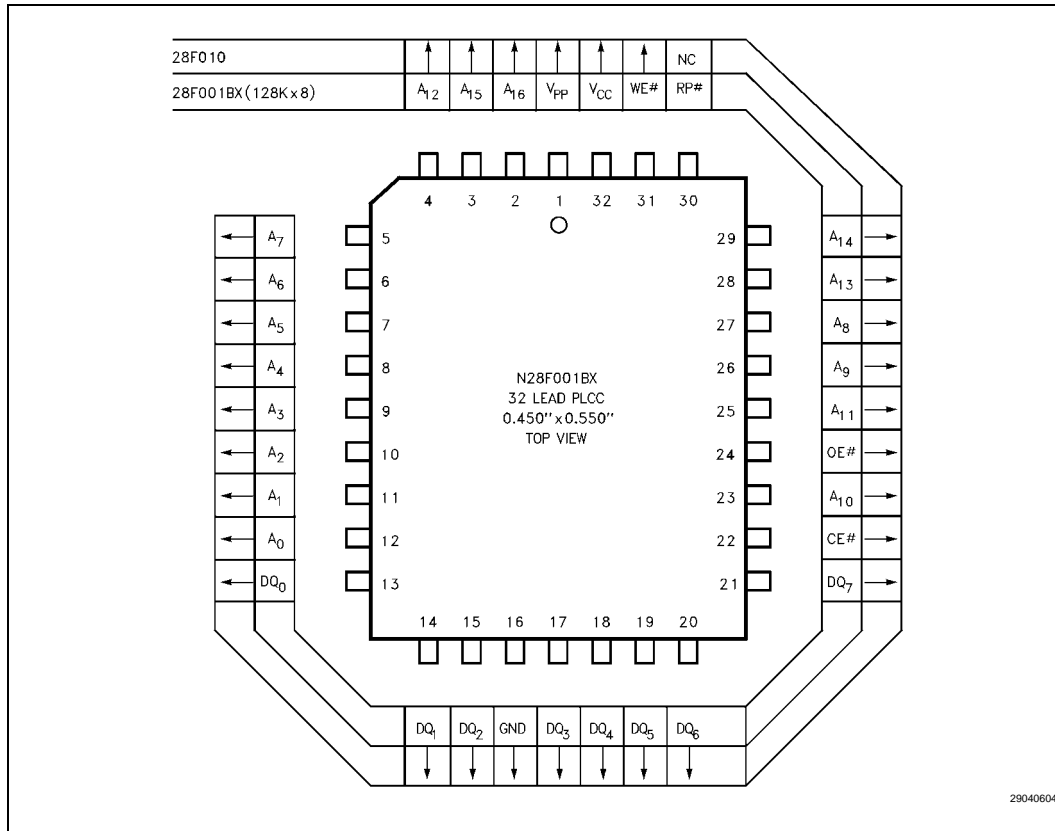 28F010 NC
28F001BX(128Kx8) A12 A15 A16 VPP VCC WE# RP#
4 3 2 1 32 31 30
A7 5 29 A14
A6 6 28 A13
A5 7 27 A8
A4 8 26 A9
A3 9 25 A11
A2 10 24 OE#
A1 11 23 A10
A0 12 22 CE#
DQ0 13 21 DQ7
N28F001BX
32 LEAD PLCC
0.450"x0.550"
TOP VIEW
14 15 16 17 18 19 20
DQ1 DQ2 GND DQ3 DQ4 DQ5 DQ6
29040604